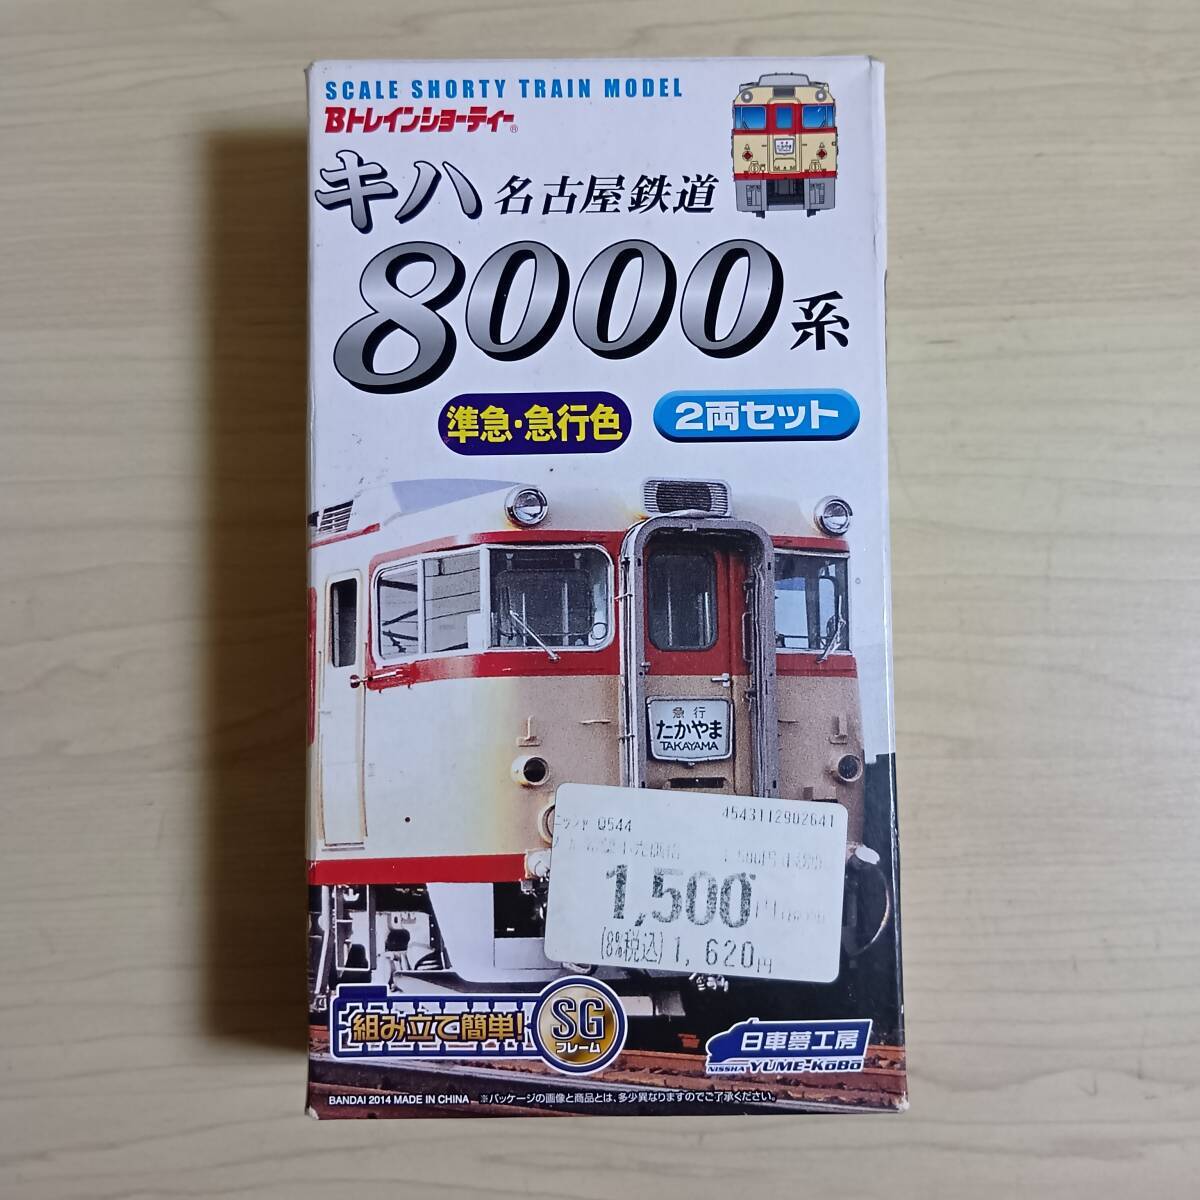 SCALE SHORTY TRAIN MODEL
Bトレインショーティー®
キハ 名古屋鉄道
8000系
準急・急行色
2両セット
急行
たかやま
TAKAYAMA
Q544 4543112902641
1,500
(8%税込) 1,620円
組み立て簡単!
SG
フレーム
日車夢工房
NISSHA YUME-KoBo
BANDAI 2014 MADE IN CHINA ※パッケージの画像と商品とは、多少異なりますのでご了承ください。